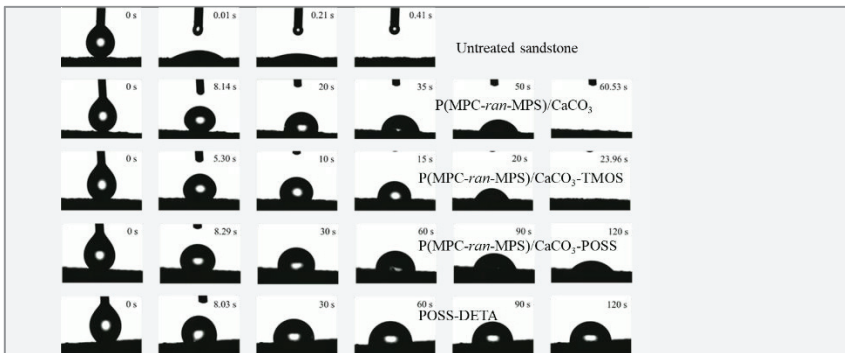 0 s 0.01 s 0.21 s 0.41 s
Untreated sandstone
0 s 8.14 s 20 s 35 s 50 s 60.53 s
P(MPC-ran-MPS)/CaCO₃
0 s 5.30 s 10 s 15 s 20 s 23.96 s
P(MPC-ran-MPS)/CaCO₃-TMOS
0 s 8.29 s 30 s 60 s 90 s 120 s
P(MPC-ran-MPS)/CaCO₃-POSS
0 s 8.03 s 30 s 60 s 90 s 120 s
POSS-DETA